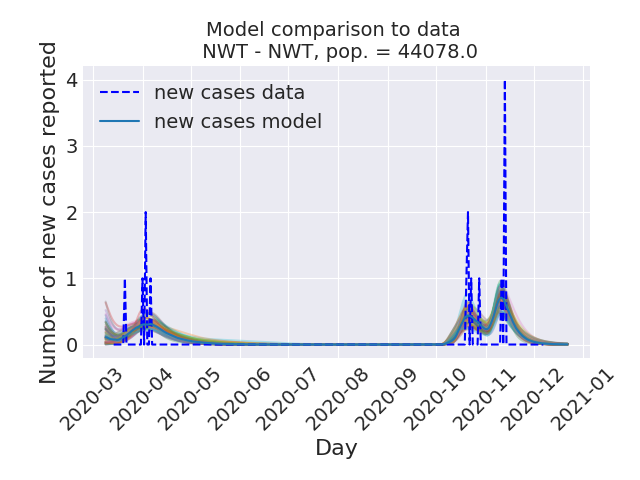 Model comparison to data
NWT - NWT, pop. = 44078.0
Number of new cases reported
4
3
2
1
0
new cases data
new cases model
2020-03
2020-04
2020-05
2020-06
2020-07
2020-08
2020-09
2020-10
2020-11
2020-12
2021-01
Day